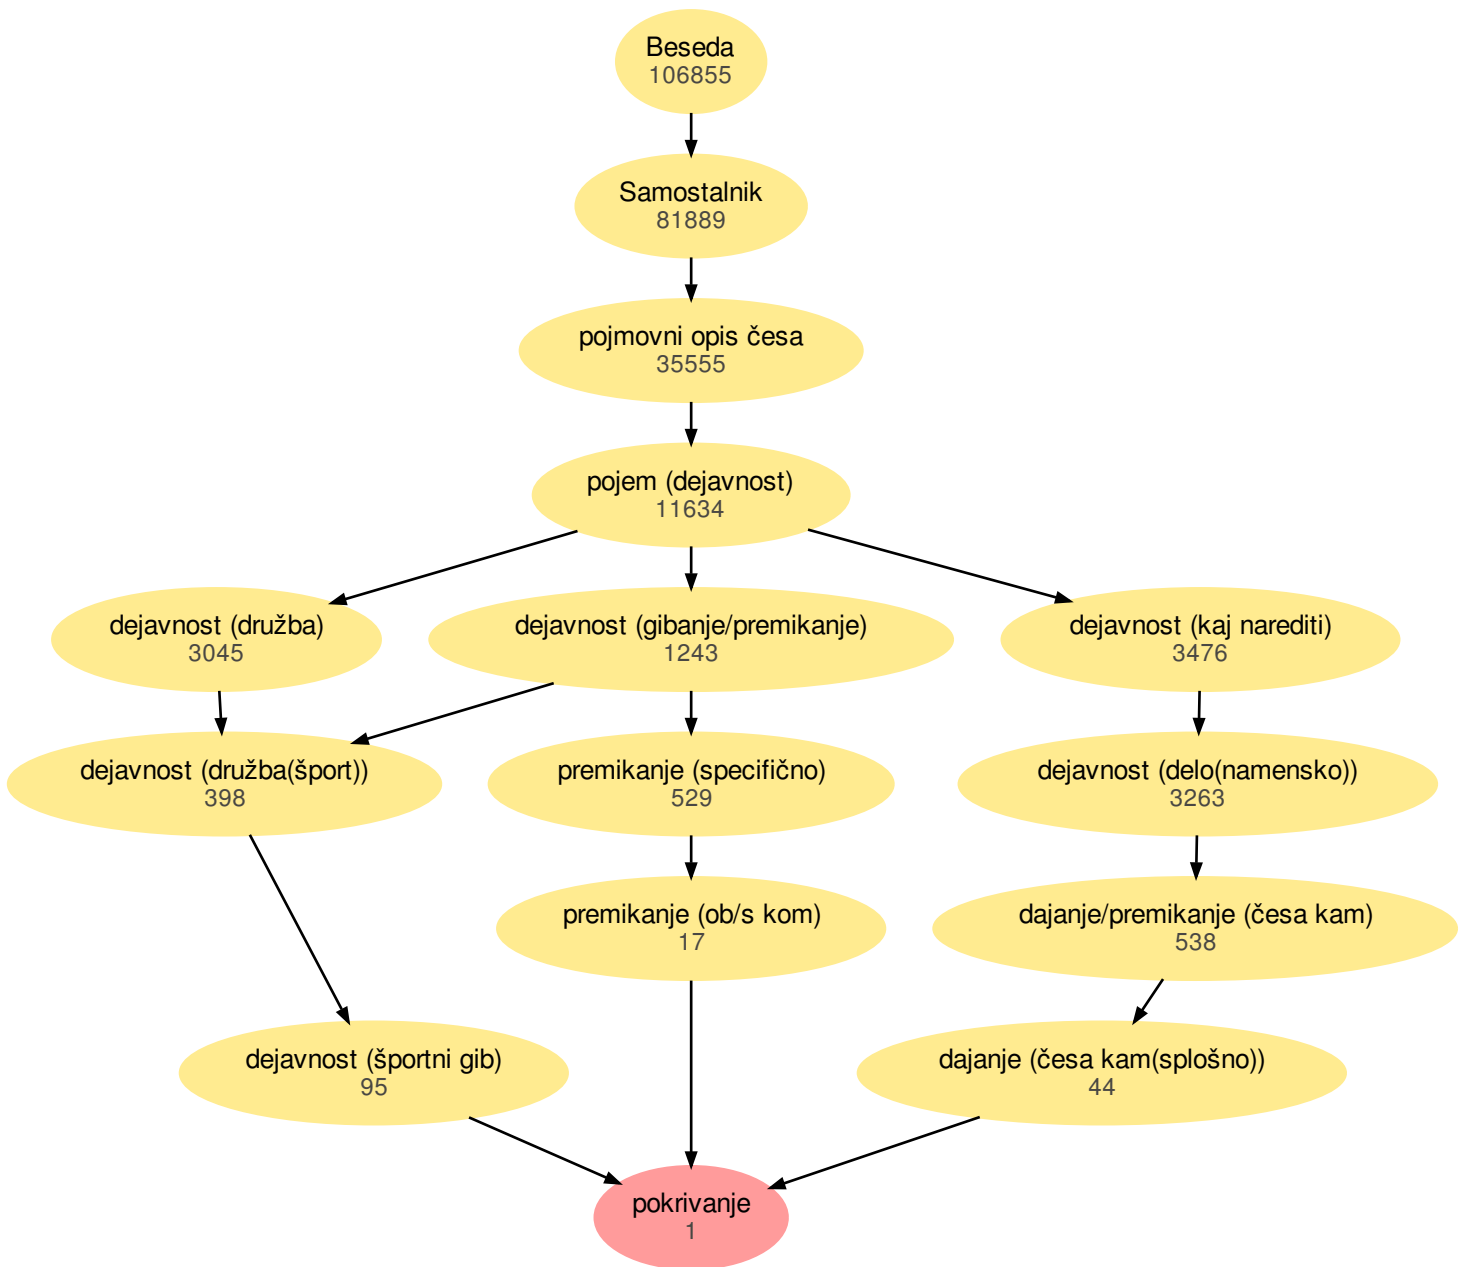 Beseda
106855
Samostalnik
81889
pojmovni opis česa
35555
pojem (dejavnost)
11634
dejavnost (družba)
3045
dejavnost (gibanje/premikanje)
1243
dejavnost (kaj narediti)
3476
dejavnost (družba(šport))
398
premikanje (specifično)
529
dejavnost (delo(namensko))
3263
premikanje (ob/s kom)
17
dajanje/premikanje (česa kam)
538
dejavnost (športni gib)
95
dajanje (česa kam(splošno))
44
pokrivanje
1